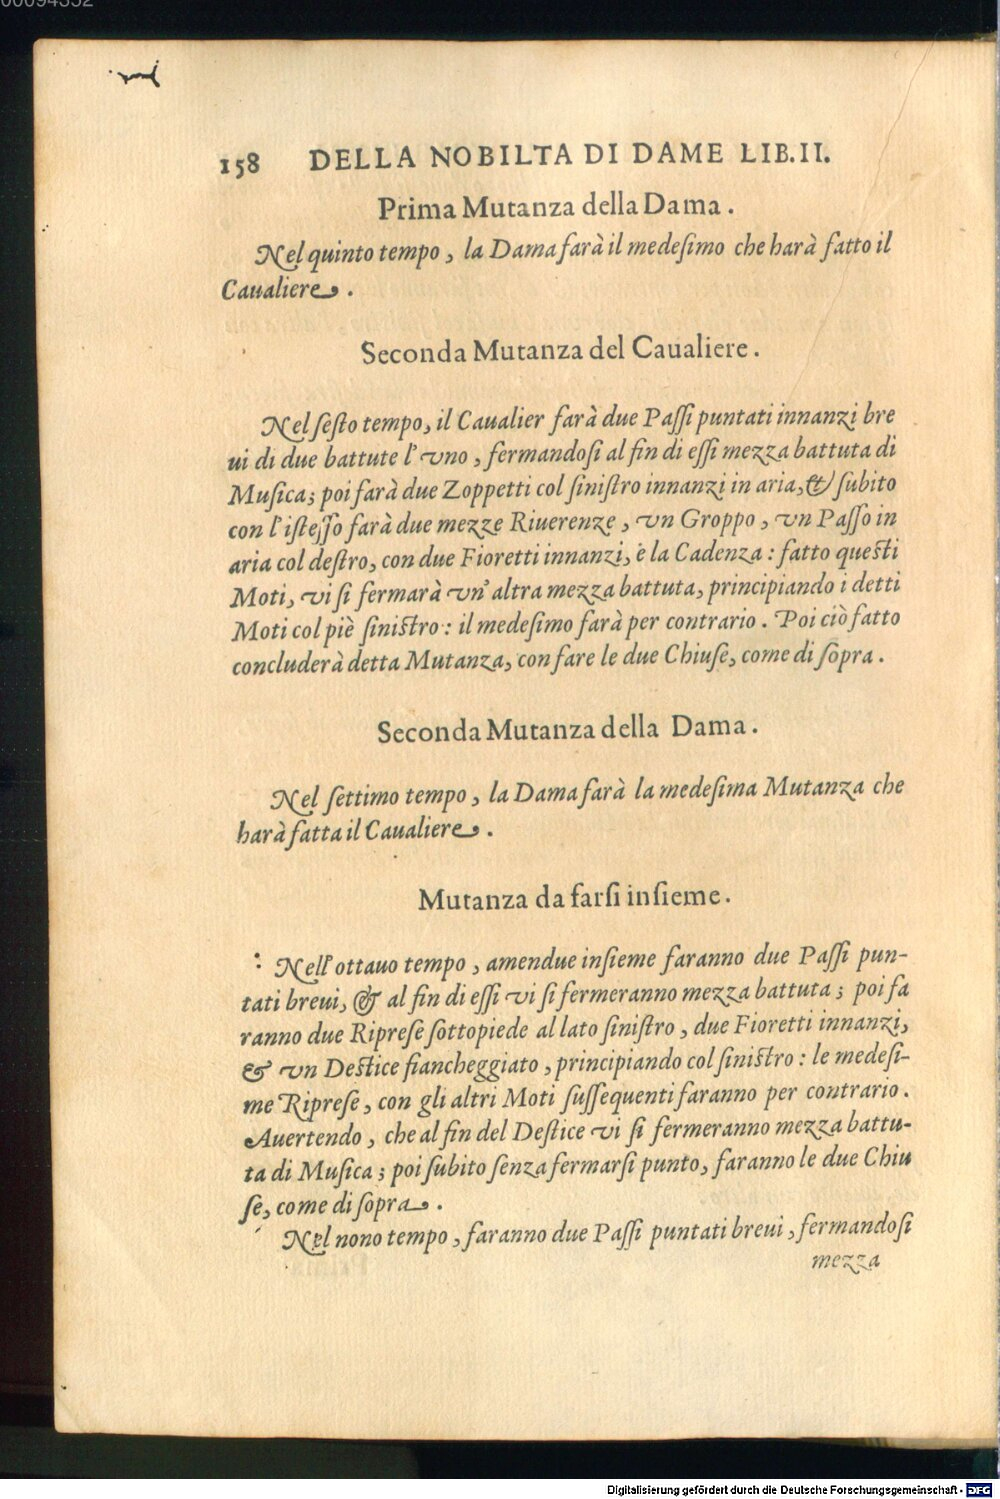 00094352
158 DELLA NOBILTA DI DAME LIB.II.
Prima Mutanza della Dama.
Nel quinto tempo, la Dama farà il medeſimo che harà fatto il
Caualiere.
Seconda Mutanza del Caualiere.
Nel ſeſto tempo, il Caualier farà due Paſſi puntati innanzi bre
ui di due battute l'vno, fermandoſi al fin di eſſi mezza battuta di
Muſica; poi farà due Zoppetti col ſiniſtro innanzi in aria, & ſubito
con l'iſteſſo farà due mezze Riuerenze, vn Groppo, vn Paſſo in
aria col deſtro, con due Fioretti innanzi, è la Cadenza: fatto queſti
Moti, vi ſi fermarà vn' altra mezza battuta, principiando i detti
Moti col piè ſiniſtro: il medeſimo farà per contrario. Poi ciò fatto
concluderà detta Mutanza, con fare le due Chiuſe, come di ſopra.
Seconda Mutanza della Dama.
Nel ſettimo tempo, la Dama farà la medeſima Mutanza che
harà fatta il Caualiere.
Mutanza da farſi inſieme.
Nell'ottauo tempo, amendue inſieme faranno due Paſſi pun-
tati breui, & al fin di eſſi vi ſi fermeranno mezza battuta; poi fa
ranno due Ripreſe ſottopiede al lato ſiniſtro, due Fioretti innanzi,
& vn Deſtice fiancheggiato, principiando col ſiniſtro: le medeſi-
me Ripreſe, con gli altri Moti ſuſſequenti faranno per contrario.
Auertendo, che al fin del Deſtice vi ſi fermeranno mezza battu-
ta di Muſica; poi ſubito ſenza fermarſi punto, faranno le due Chiu
ſe, come di ſopra.
Nel nono tempo, faranno due Paſſi puntati breui, fermandoſi
mezza
Digitalisierung gefördert durch die Deutsche Forschungsgemeinschaft - DFG